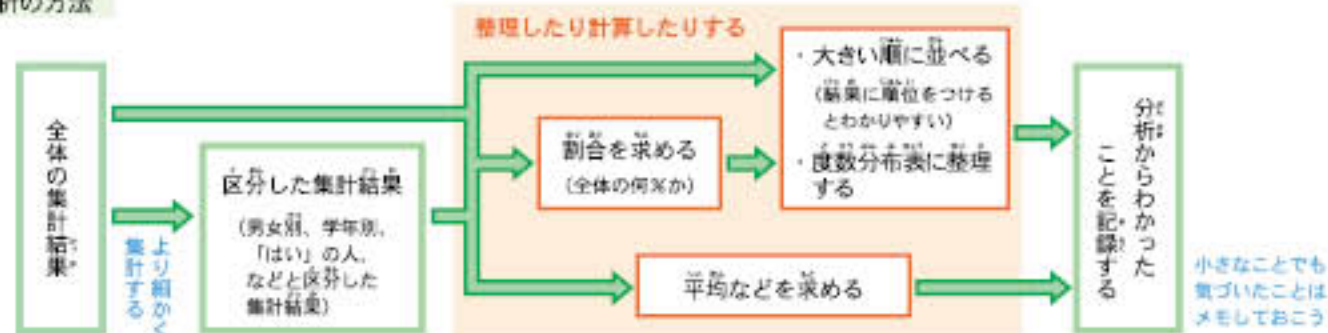 析の方法
整理したり計算したりする
全体の集計結果
より細かく
集計する
区分した集計結果
(男女別、学年別、
「はい」の人、
などと区分した
集計結果)
割合を求める
(全体の何%か)
・大きい順に並べる
(結果に順位をつける
とわかりやすい)
・度数分布表に整理
する
平均などを求める
分析からわかった
ことを記録する
小さなことでも
気づいたことは
メモしておこう